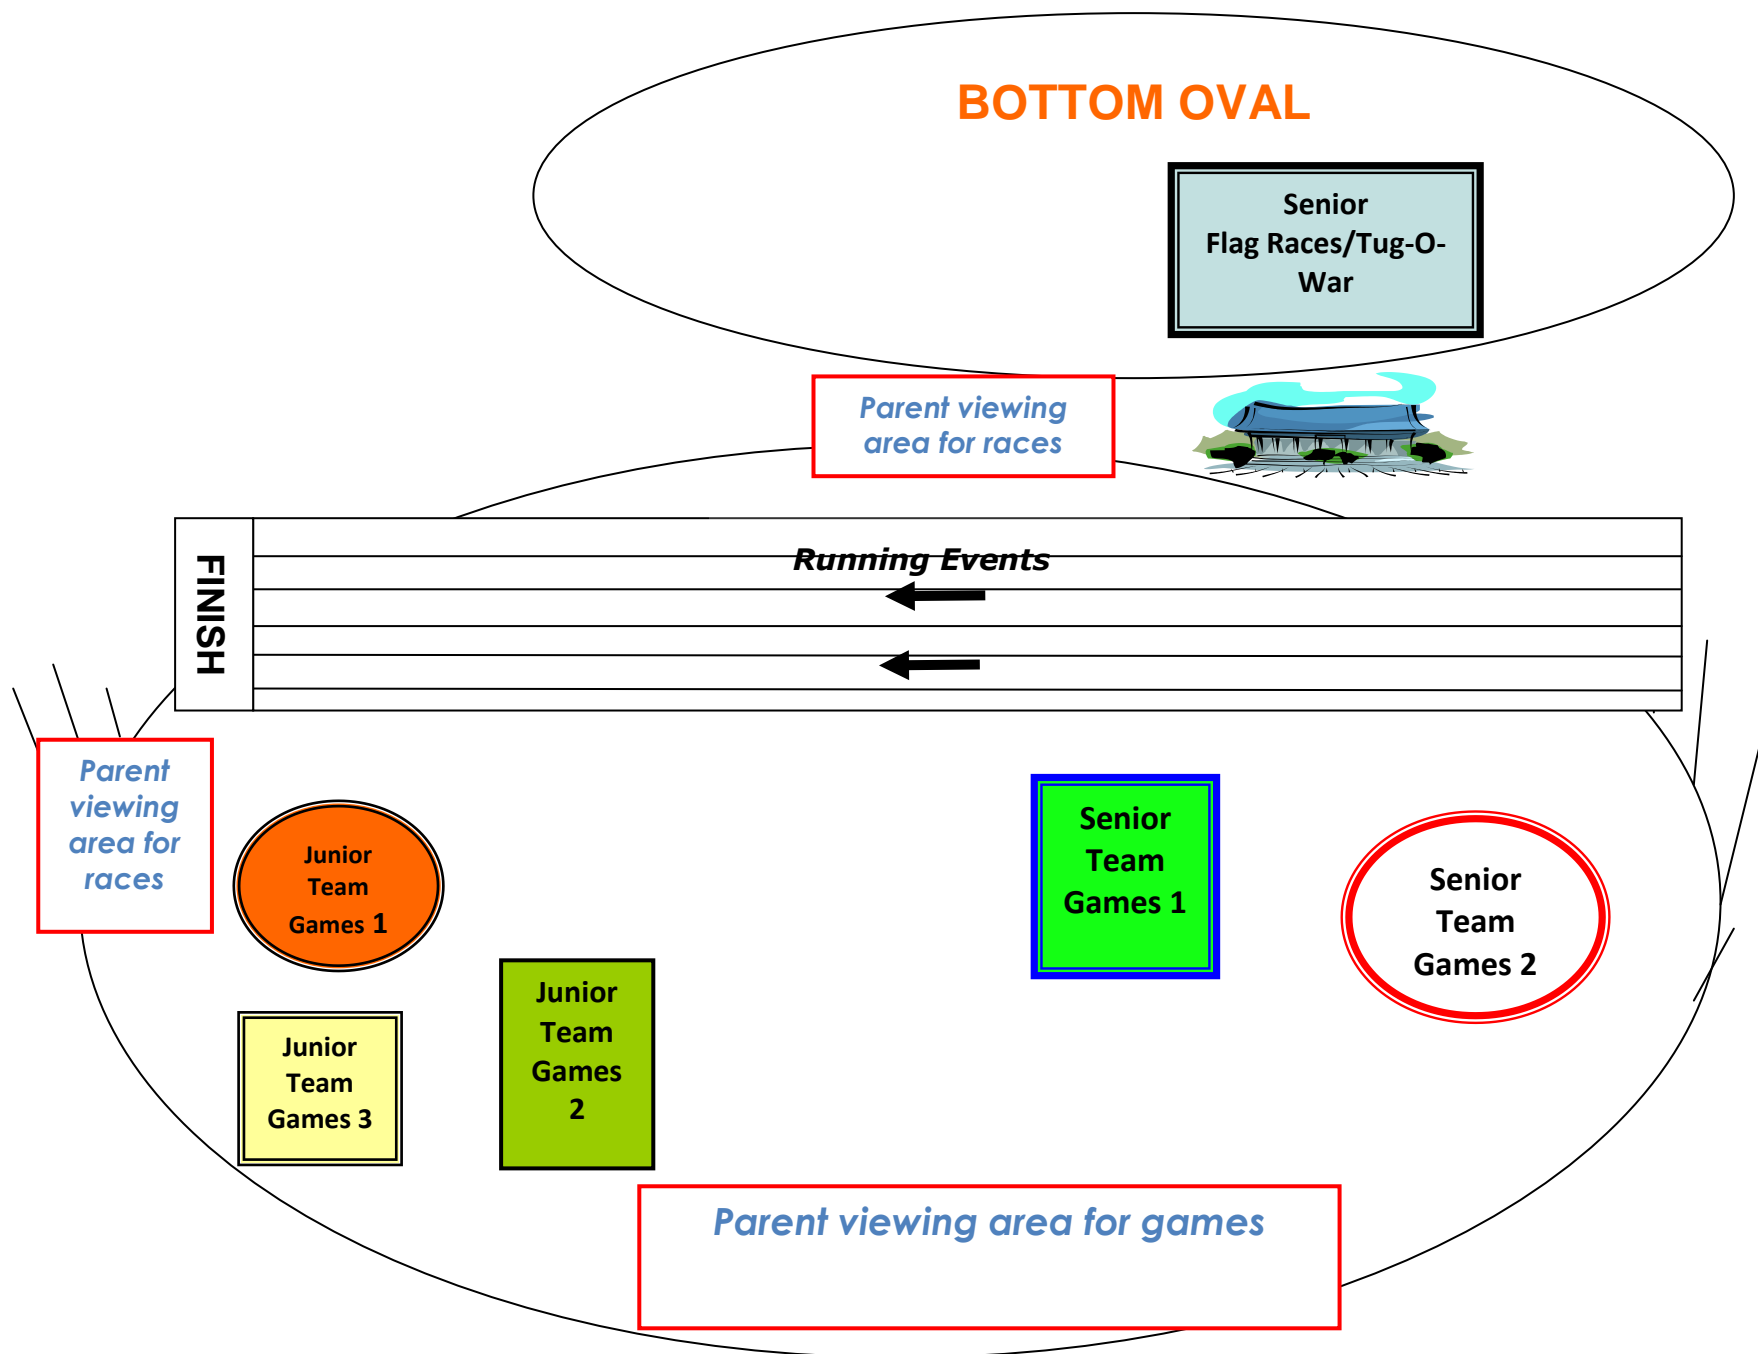 BOTTOM OVAL
Senior
Flag Races/Tug-O-
War
Parent viewing
area for races
Running Events
FINISH
Parent
viewing
area for
races
Junior
Team
Games 1
Senior
Team
Games 1
Senior
Team
Games 2
Junior
Team
Games
2
Junior
Team
Games 3
Parent viewing area for games